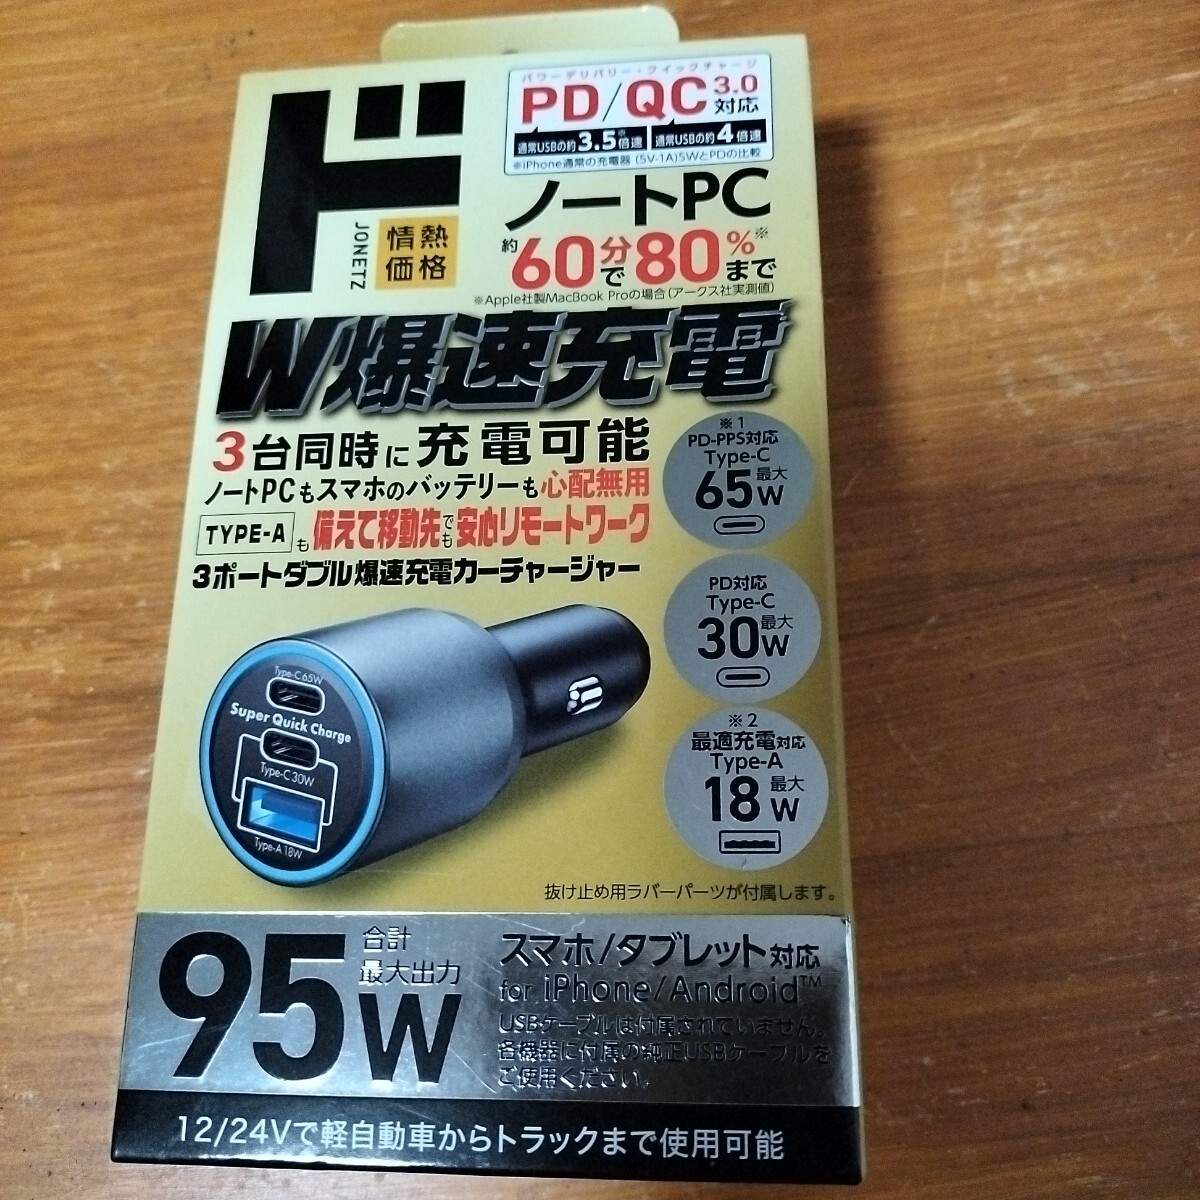 ド
JONETZ
情熱
価格
パワーデリバリー・クイックチャージ
PD/QC 3.0 対応
通常USBの約3.5※倍速 通常USBの約4倍速
※iPhone通常の充電器 (5V-1A)5WとPDの比較
ノートPC
約60分で80%※まで
※Apple社製MacBook Proの場合(アークス社実測値)
W爆速充電
3台同時に充電可能
ノートPCもスマホのバッテリーも心配無用
TYPE-Aも備えて移動先でも安心リモートワーク
3ポートダブル爆速充電カーチャージャー
※1
PD-PPS対応
Type-C
65W最大
PD対応
Type-C
30W最大
※2
最適充電対応
Type-A
18W最大
Type-C 65W
Super Quick Charge
Type-C 30W
Type-A 18W
抜け止め用ラバーパーツが付属します。
合計
最大出力
95W
スマホ/タブレット対応
for iPhone/Android™
USBケーブルは付属されていません。
各機器に付属の純正USBケーブルを
ご使用ください。
12/24Vで軽自動車からトラックまで使用可能